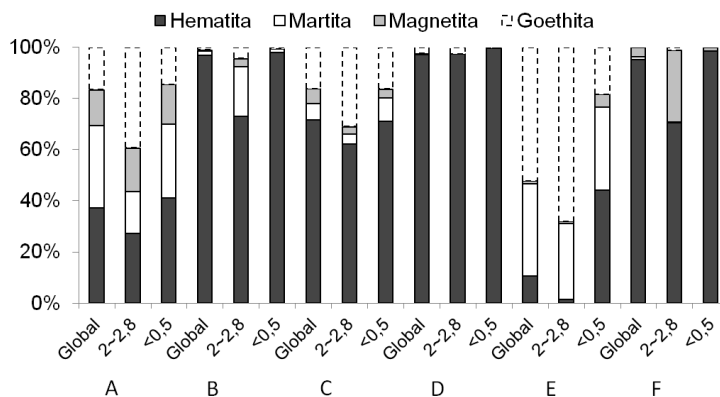 Hematita Martita Magnetita Goethita
100%
80%
60%
40%
20%
0%
Global 2~2,8 <0,5 Global 2~2,8 <0,5 Global 2~2,8 <0,5 Global 2~2,8 <0,5 Global 2~2,8 <0,5 Global 2~2,8 <0,5
A B C D E F